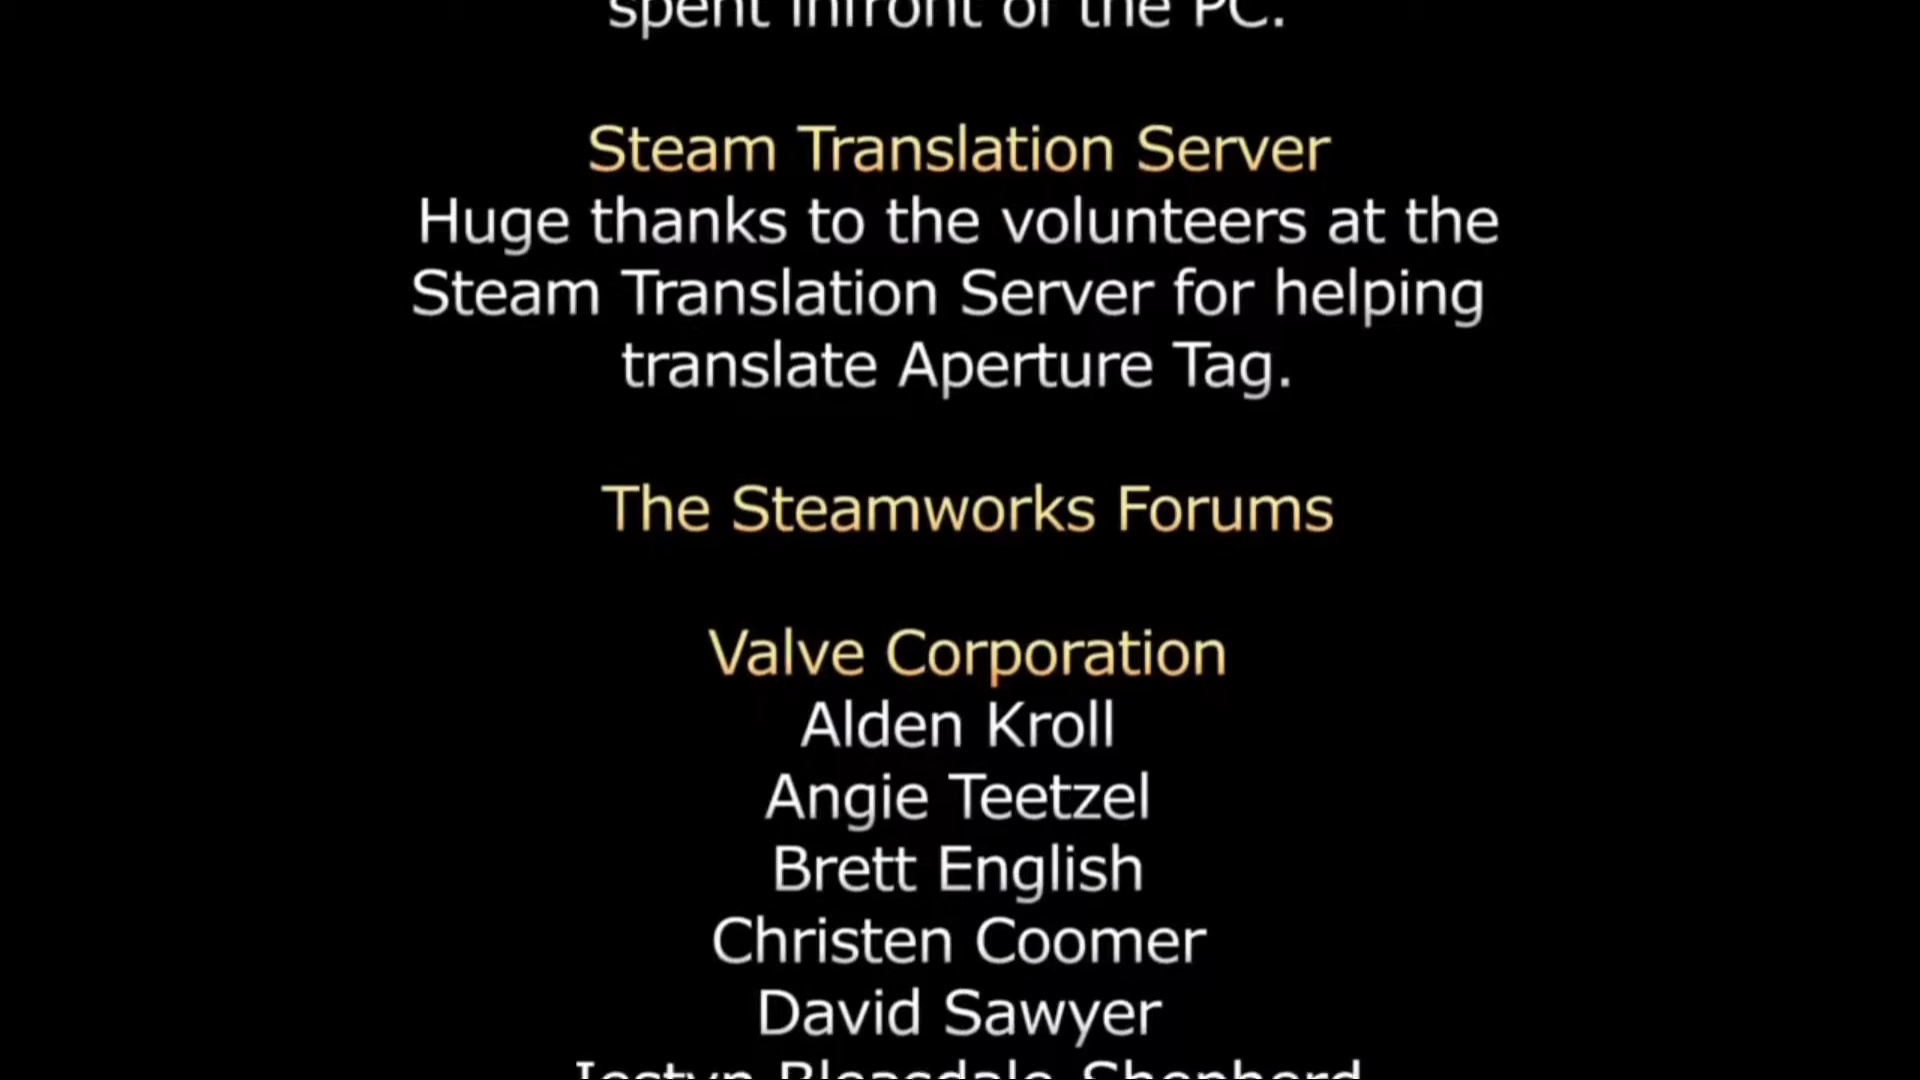 spent infront of the PC.
Steam Translation Server
Huge thanks to the volunteers at the
Steam Translation Server for helping
translate Aperture Tag.
The Steamworks Forums
Valve Corporation
Alden Kroll
Angie Teetzel
Brett English
Christen Coomer
David Sawyer
Iestyn Bleasdale-Shepherd